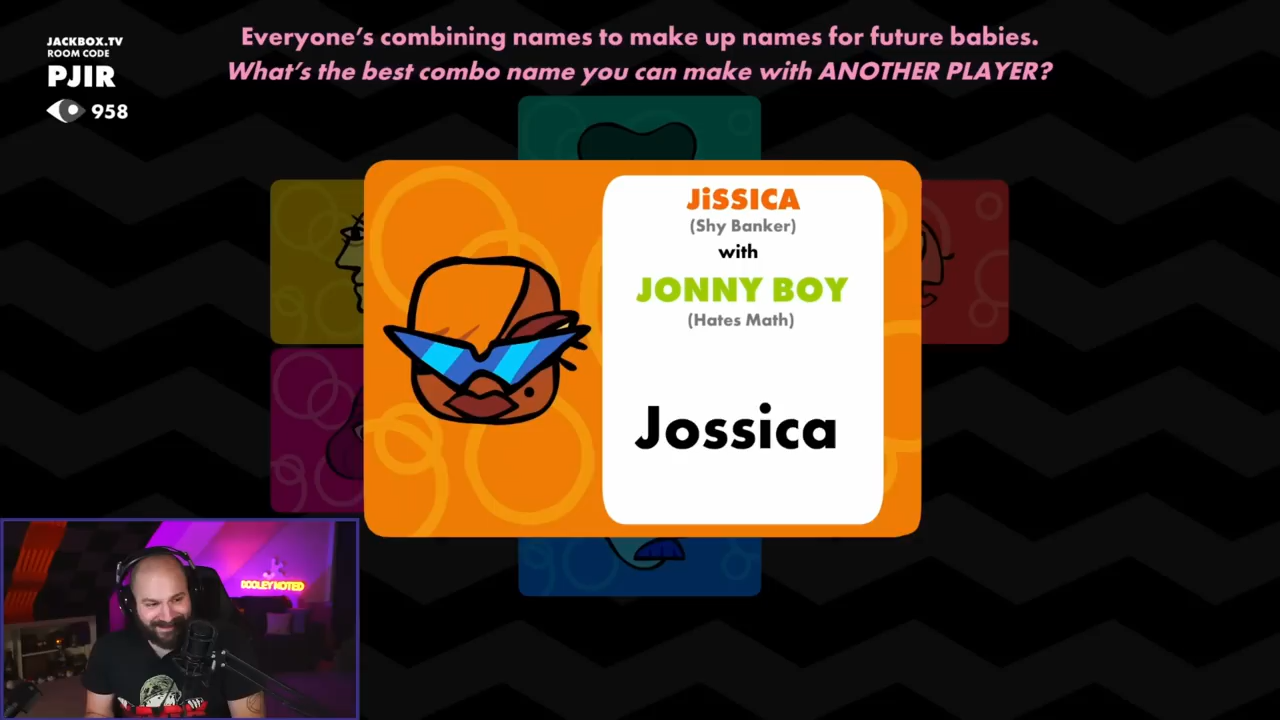 JACKBOX.TV
ROOM CODE
PJIR
958
Everyone's combining names to make up names for future babies.
What's the best combo name you can make with ANOTHER PLAYER?
JiSSICA
(Shy Banker)
with
JONNY BOY
(Hates Math)
Jossica
DOOLEY NOTED